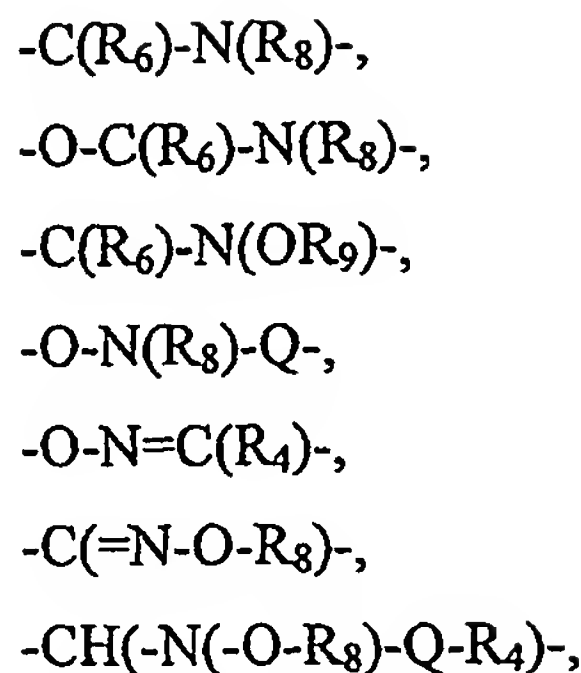 -C(R₆)-N(R₈)-,
-O-C(R₆)-N(R₈)-,
-C(R₆)-N(OR₉)-,
-O-N(R₈)-Q-,
-O-N=C(R₄)-,
-C(=N-O-R₈)-,
-CH(-N(-O-R₈)-Q-R₄)-,